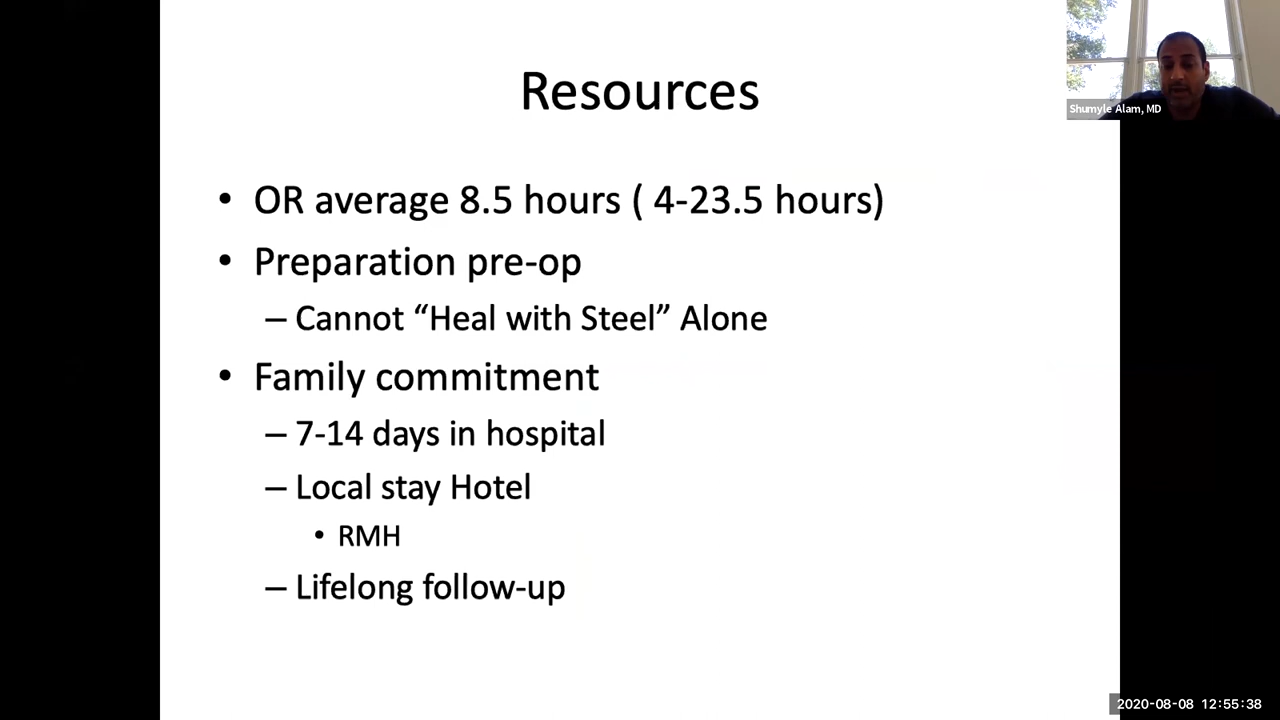 Resources
Shumyle Alam, MD
• OR average 8.5 hours ( 4-23.5 hours)
• Preparation pre-op
– Cannot “Heal with Steel” Alone
• Family commitment
– 7-14 days in hospital
– Local stay Hotel
• RMH
– Lifelong follow-up
2020-08-08 12:55:38